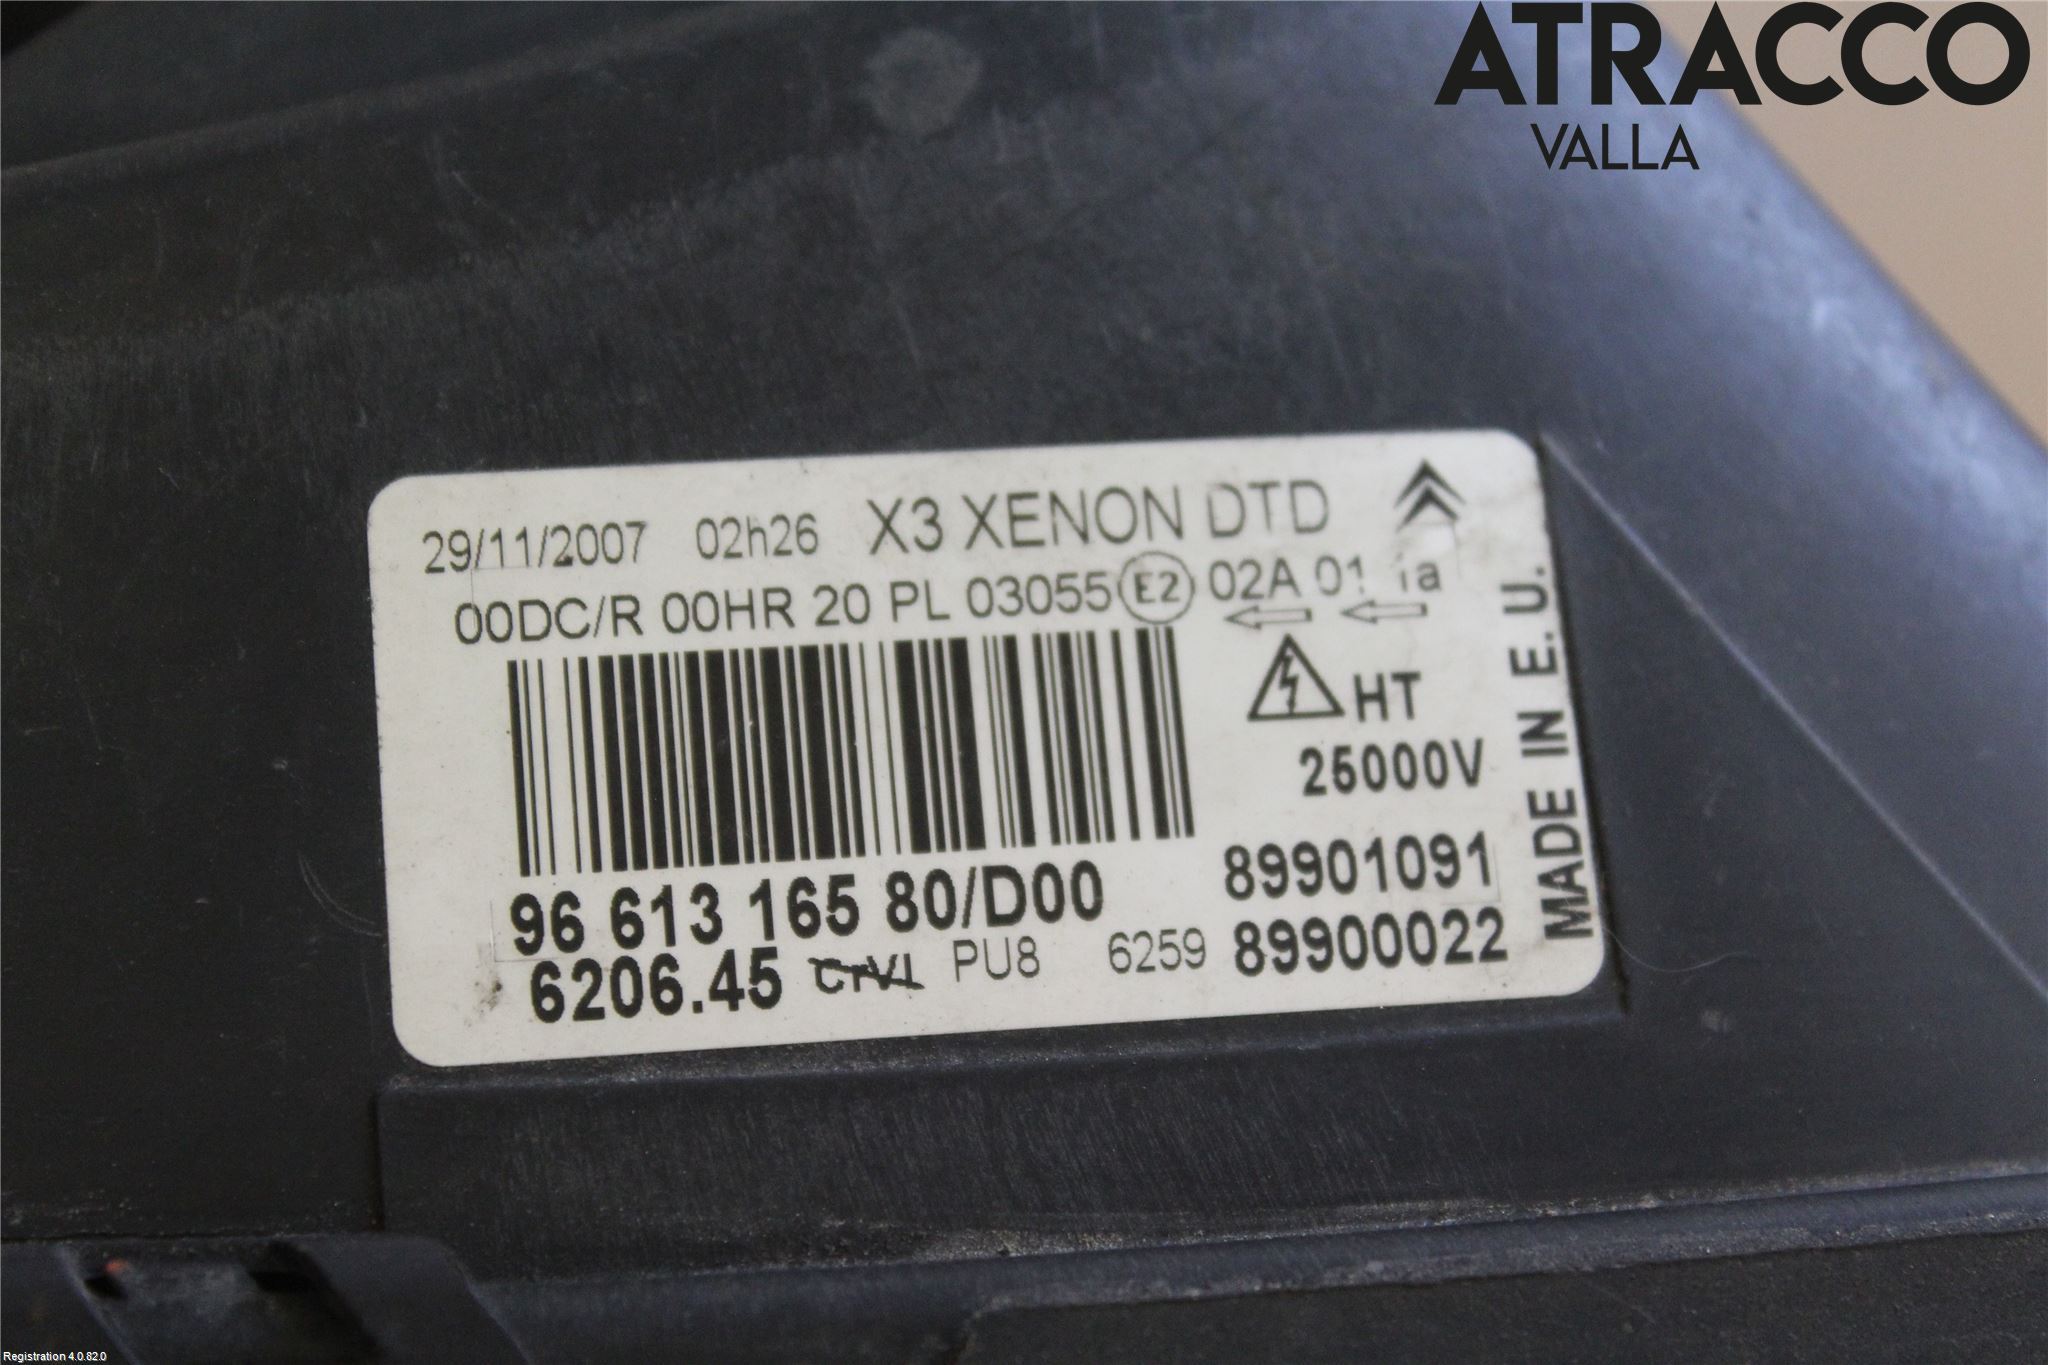 ATRACCO
VALLA
29/11/2007 02h26 X3 XENON DTD
00DC/R 00HR 20 PL 03055 E2 02A 01 1a
HT
25000V
MADE IN E.U.
96 613 165 80/D00 89901091
6206.45 PU8 6259 89900022
Registration 4.0.82.0